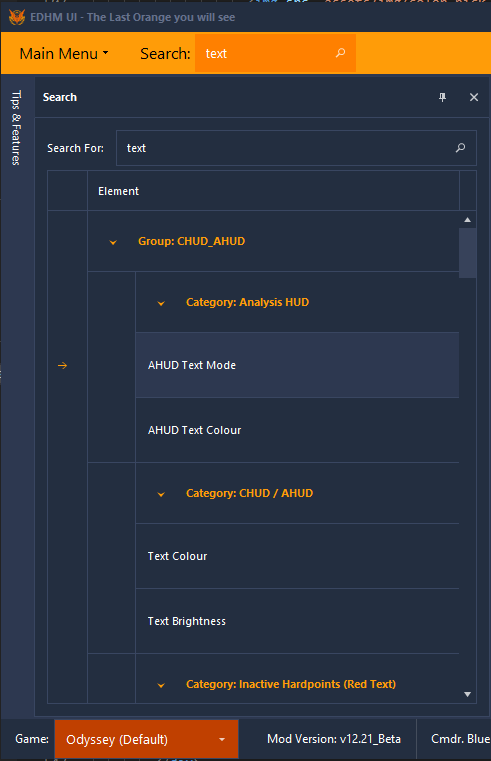 EDHM UI - The Last Orange you will see
Main Menu Search: text
Tips & Features
Search
Search For: text
Element
Group: CHUD_AHUD
Category: Analysis HUD
AHUD Text Mode
AHUD Text Colour
Category: CHUD / AHUD
Text Colour
Text Brightness
Category: Inactive Hardpoints (Red Text)
Game: Odyssey (Default) Mod Version: v12.21_Beta Cmdr. Blue